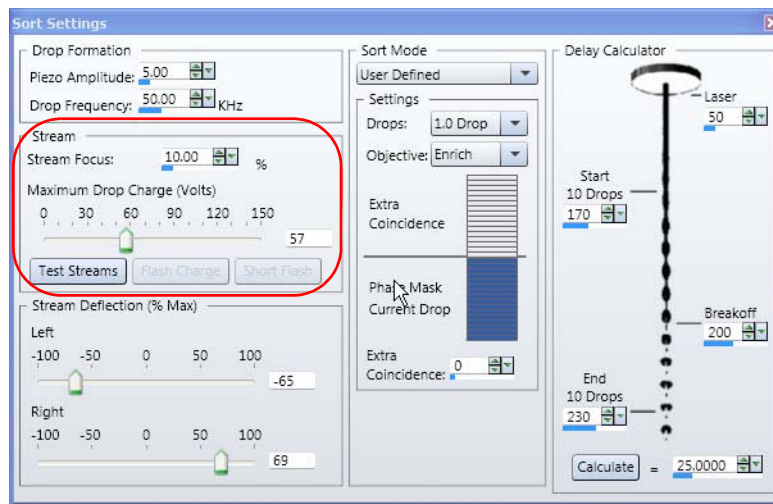 Sort Settings
Drop Formation
Piezo Amplitude: 5.00
Drop Frequency: 50.00 KHz
Stream
Stream Focus: 10.00 %
Maximum Drop Charge (Volts)
0 30 60 90 120 150
57
Test Streams Flash Charge Short Flash
Stream Deflection (% Max)
Left
-100 -50 0 50 100
-65
Right
-100 -50 0 50 100
69
Sort Mode
User Defined
Settings
Drops: 1.0 Drop
Objective: Enrich
Extra
Coincidence
Phase Mask
Current Drop
Extra
Coincidence: 0
Delay Calculator
Laser
50
Start
10 Drops
170
Breakoff
200
End
10 Drops
230
Calculate = 25.0000